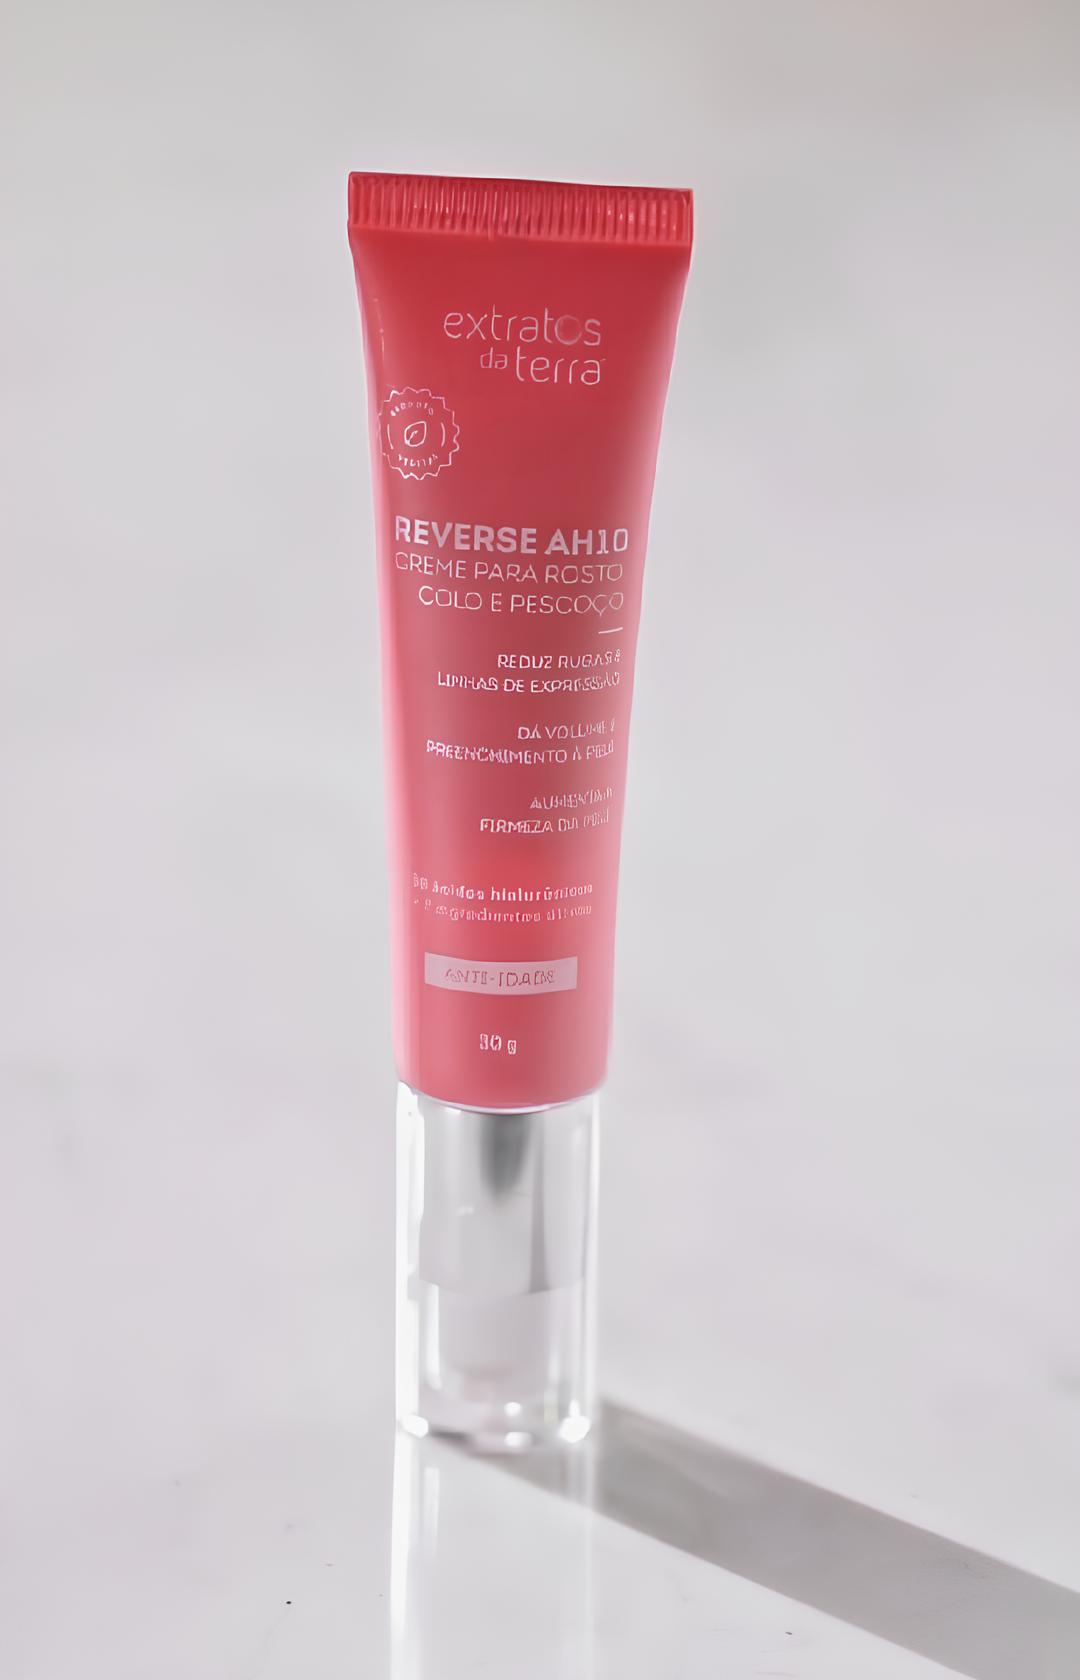 extratos
da terra
REVERSE AH10
CREME PARA ROSTO
COLO E PESCOÇO
REDUZ RUGAS &
LINHAS DE EXPRESSÃO
DÁ VOLUME E
PREENCHIMENTO À PELE
FIRMEZA DA
hialurônicos
ANTI-IDADE
g